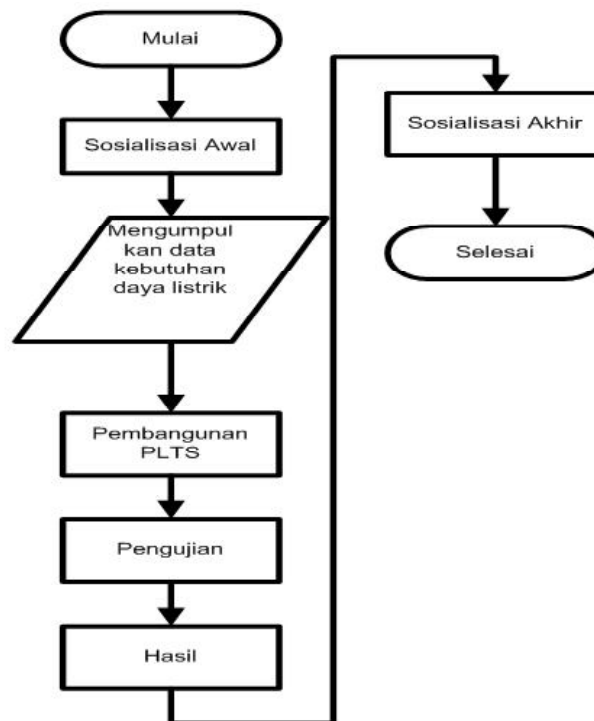 Mulai
Sosialisasi Awal
Mengumpul
kan data
kebutuhan
daya listrik
Pembangunan
PLTS
Pengujian
Hasil
Sosialisasi Akhir
Selesai